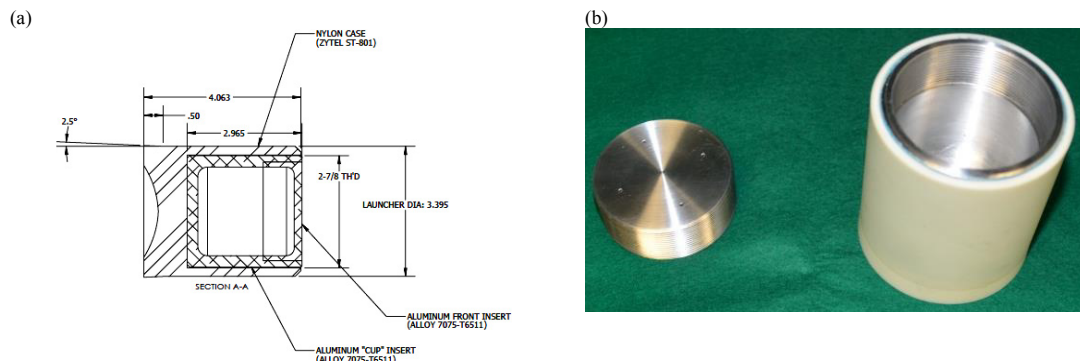 (a)
(b)
NYLON CASE
(ZYTEL ST-801)
4.063
.50
2.5°
2.965
2-7/8 TH'D
LAUNCHER DIA: 3.395
SECTION A-A
ALUMINUM FRONT INSERT
(ALLOY 7075-T6511)
ALUMINUM "CUP" INSERT
(ALLOY 7075-T6511)